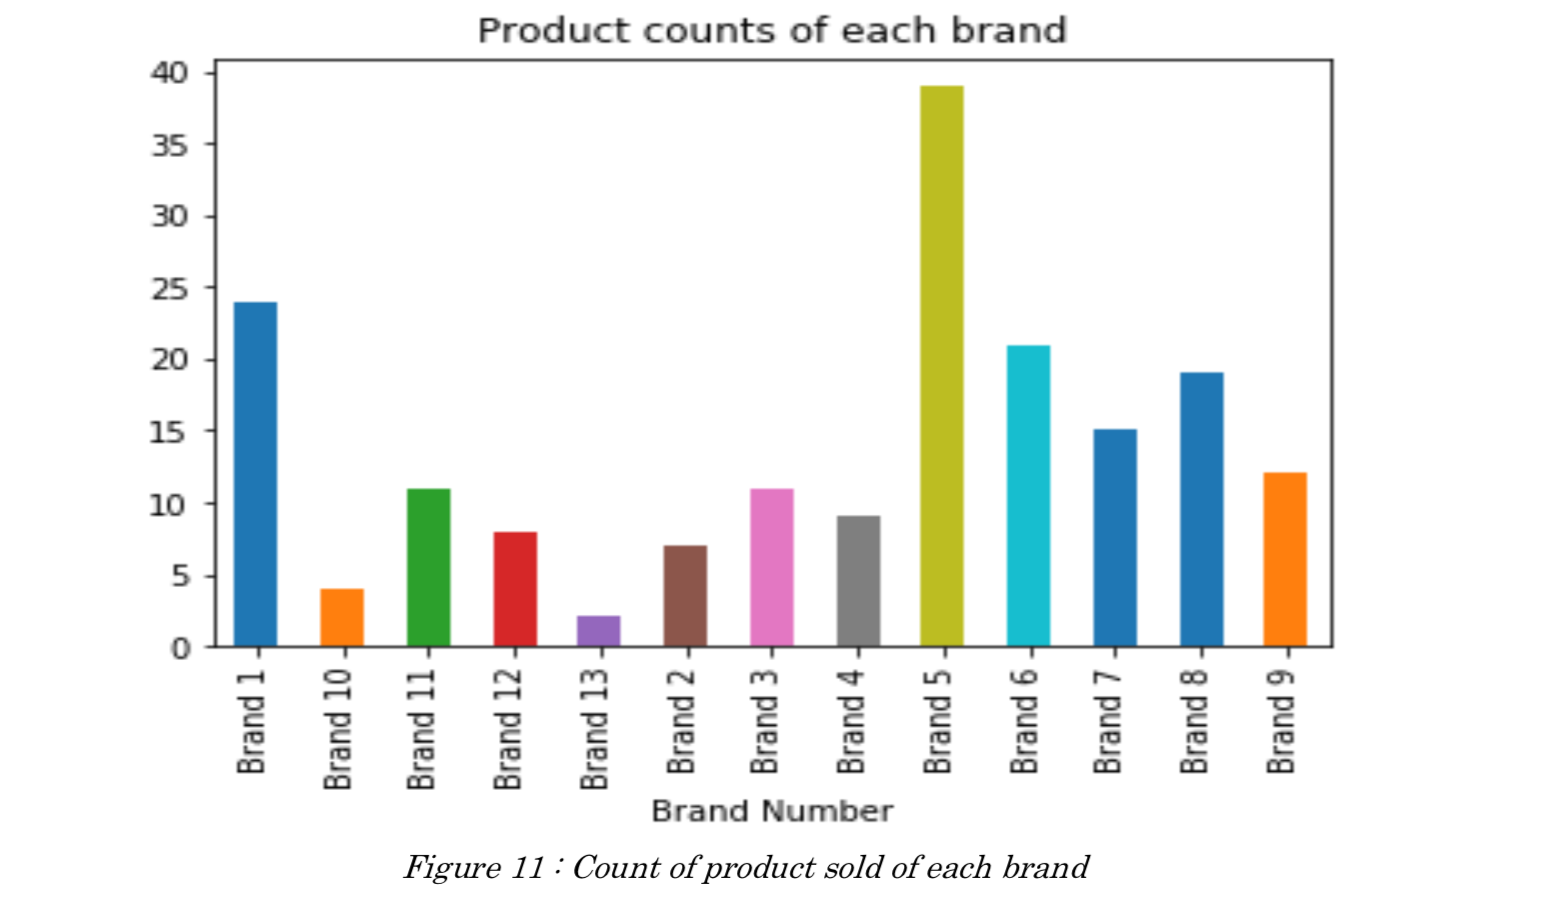 Product counts of each brand
40
35
30
25
20
15
10
5
0
Brand 1
Brand 10
Brand 11
Brand 12
Brand 13
Brand 2
Brand 3
Brand 4
Brand 5
Brand 6
Brand 7
Brand 8
Brand 9
Brand Number
Figure 11 : Count of product sold of each brand